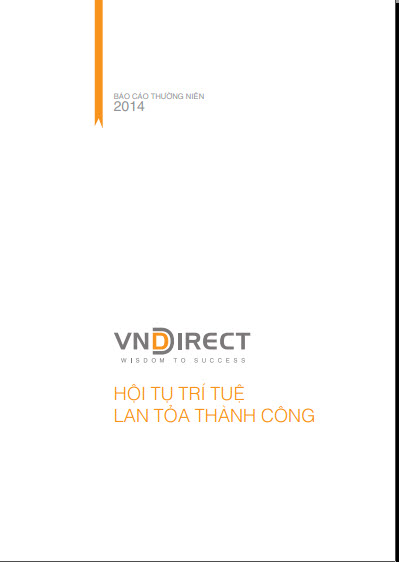 BÁO CÁO THƯỜNG NIÊN
2014
VNDIRECT
WISDOM TO SUCCESS
HỘI TỤ TRÍ TUỆ
LAN TỎA THÀNH CÔNG